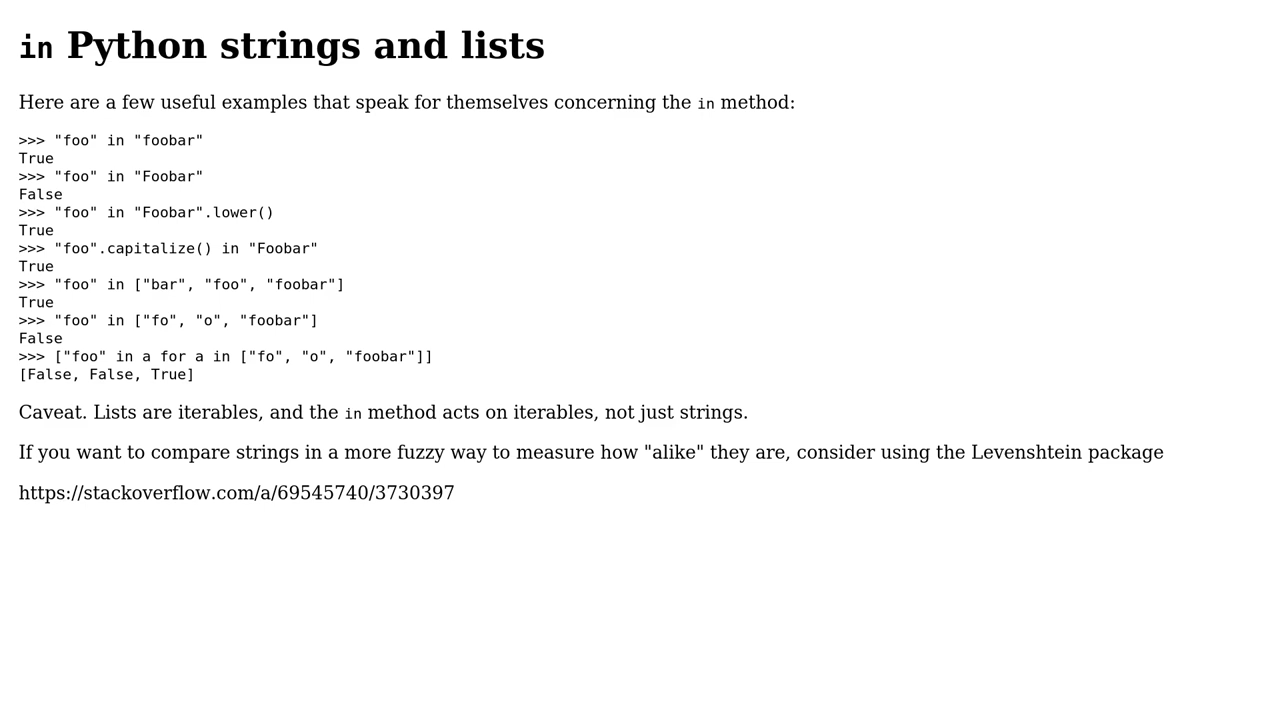 in Python strings and lists
Here are a few useful examples that speak for themselves concerning the in method:
>>> "foo" in "foobar"
True
>>> "foo" in "Foobar"
False
>>> "foo" in "Foobar".lower()
True
>>> "foo".capitalize() in "Foobar"
True
>>> "foo" in ["bar", "foo", "foobar"]
True
>>> "foo" in ["fo", "o", "foobar"]
False
>>> ["foo" in a for a in ["fo", "o", "foobar"]]
[False, False, True]
Caveat. Lists are iterables, and the in method acts on iterables, not just strings.
If you want to compare strings in a more fuzzy way to measure how "alike" they are, consider using the Levenshtein package
https://stackoverflow.com/a/69545740/3730397